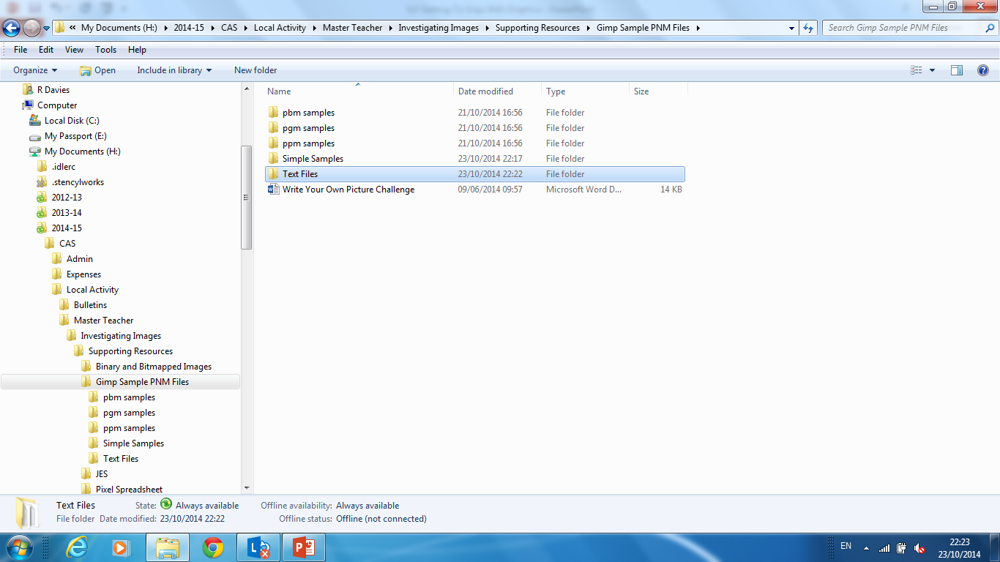 « My Documents (H:) 2014-15 CAS Local Activity Master Teacher Investigating Images Supporting Resources Gimp Sample PNM Files Search Gimp Sample PNM Files
File Edit View Tools Help
Organize Open Include in library New folder
R Davies
Computer
Local Disk (C:)
My Passport (E:)
My Documents (H:)
.idlerc
.stencylworks
2012-13
2013-14
2014-15
CAS
Admin
Expenses
Local Activity
Bulletins
Master Teacher
Investigating Images
Supporting Resources
Binary and Bitmapped Images
Gimp Sample PNM Files
pbm samples
pgm samples
ppm samples
Simple Samples
Text Files
JES
Pixel Spreadsheet
Name Date modified Type Size
pbm samples 21/10/2014 16:56 File folder
pgm samples 21/10/2014 16:56 File folder
ppm samples 21/10/2014 16:56 File folder
Simple Samples 23/10/2014 22:17 File folder
Text Files 23/10/2014 22:22 File folder
Write Your Own Picture Challenge 09/06/2014 09:57 Microsoft Word D... 14 KB
Text Files State: Always available Offline availability: Always available
File folder Date modified: 23/10/2014 22:22 Offline status: Offline (not connected)
EN 22:23
23/10/2014